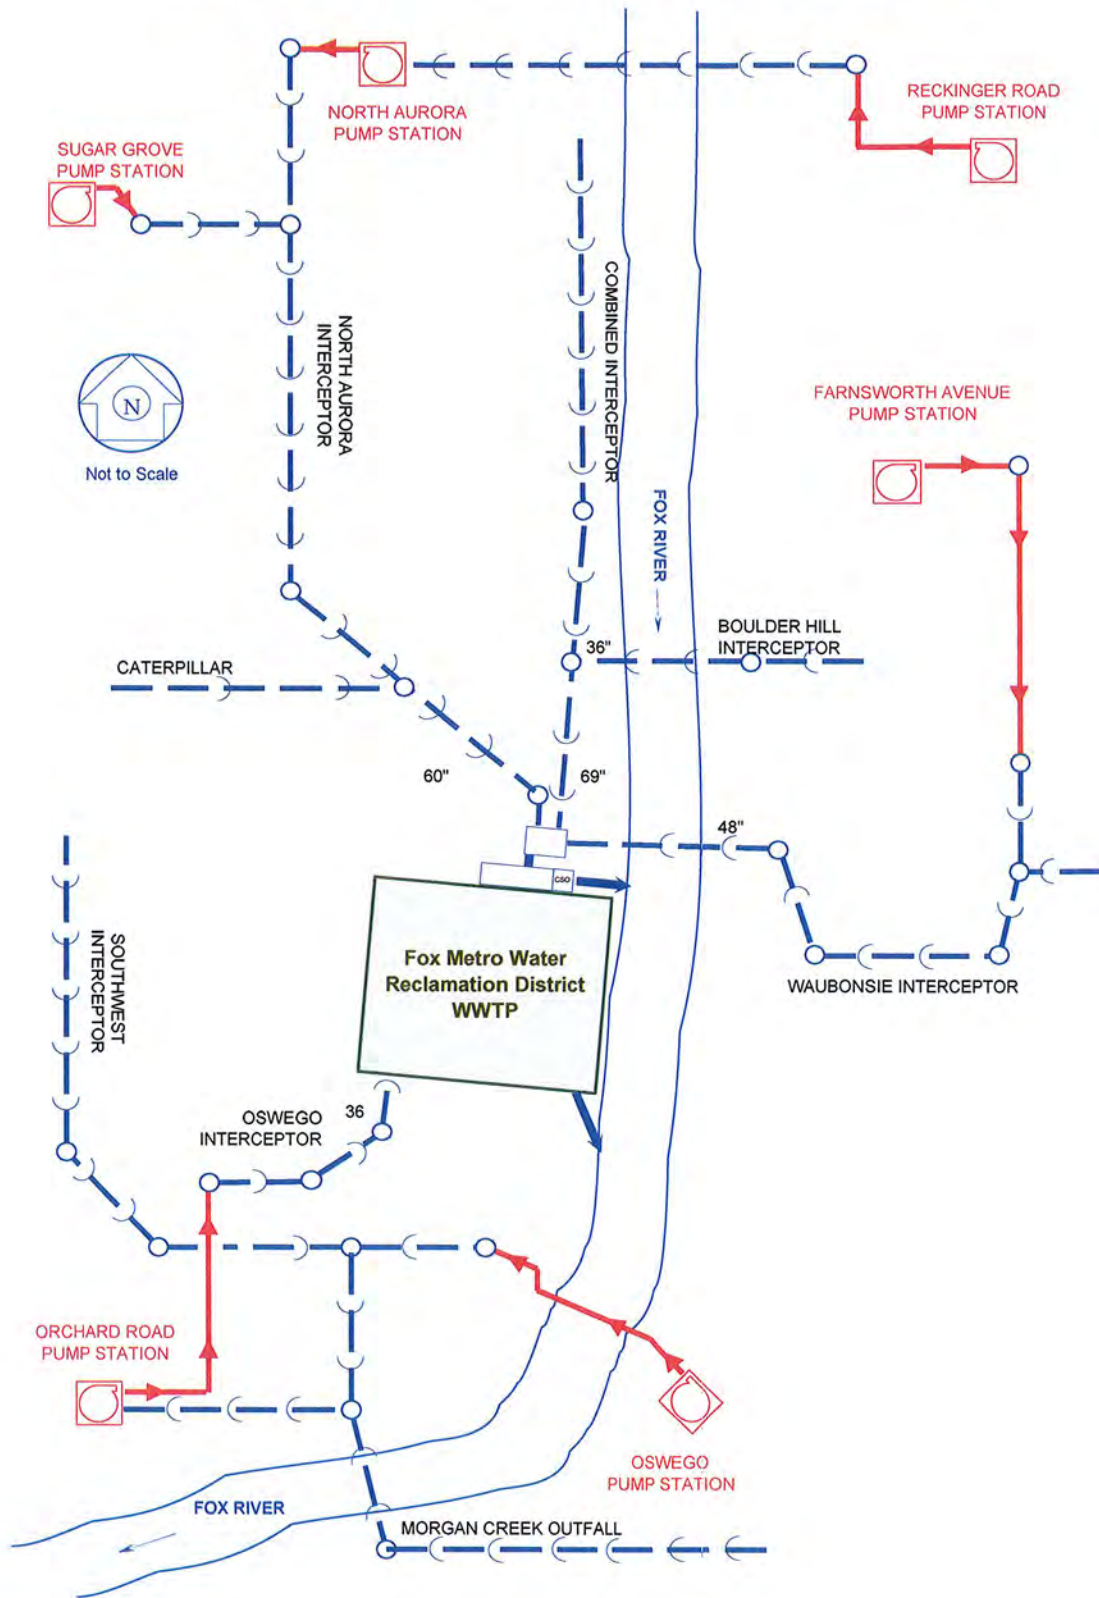 NORTH AURORA
PUMP STATION
RECKINGER ROAD
PUMP STATION
SUGAR GROVE
PUMP STATION
NORTH AURORA
INTERCEPTOR
COMBINED INTERCEPTOR
N
Not to Scale
FARNSWORTH AVENUE
PUMP STATION
FOX RIVER
36"
BOULDER HILL
INTERCEPTOR
CATERPILLAR
60"
69"
48"
CSO
SOUTHWEST
INTERCEPTOR
Fox Metro Water
Reclamation District
WWTP
WAUBONSIE INTERCEPTOR
OSWEGO
INTERCEPTOR
36
ORCHARD ROAD
PUMP STATION
OSWEGO
PUMP STATION
FOX RIVER
MORGAN CREEK OUTFALL